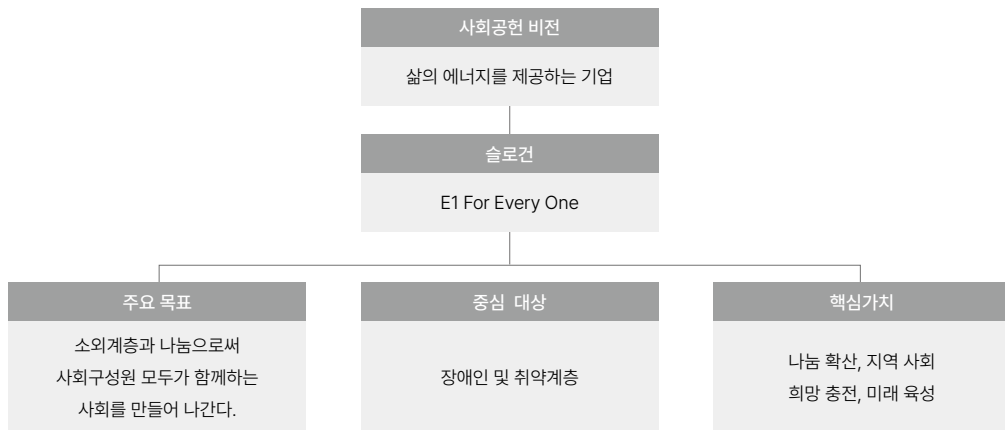 사회공헌 비전
삶의 에너지를 제공하는 기업
슬로건
E1 For Every One
주요 목표
소외계층과 나눔으로써
사회구성원 모두가 함께하는
사회를 만들어 나간다.
중심 대상
장애인 및 취약계층
핵심가치
나눔 확산, 지역 사회
희망 충전, 미래 육성